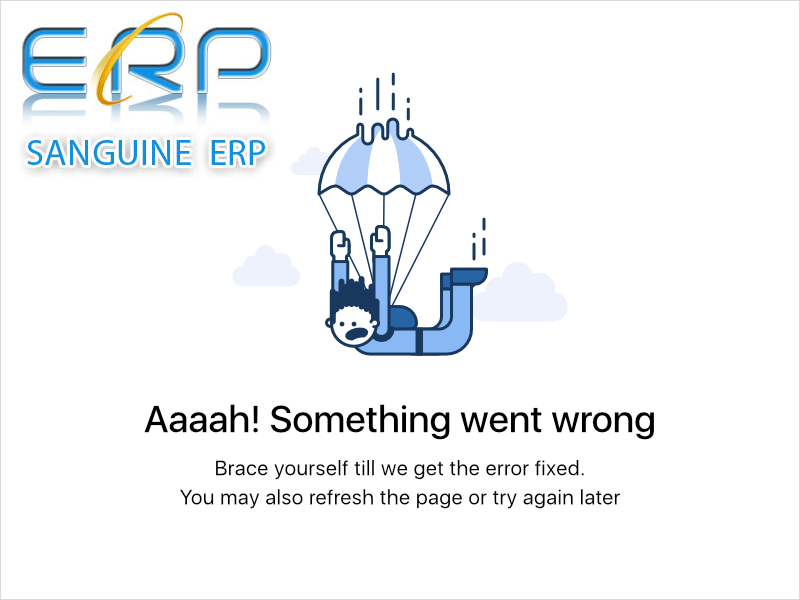 ERP
SANGUINE ERP
Aaaah! Something went wrong
Brace yourself till we get the error fixed.
You may also refresh the page or try again later